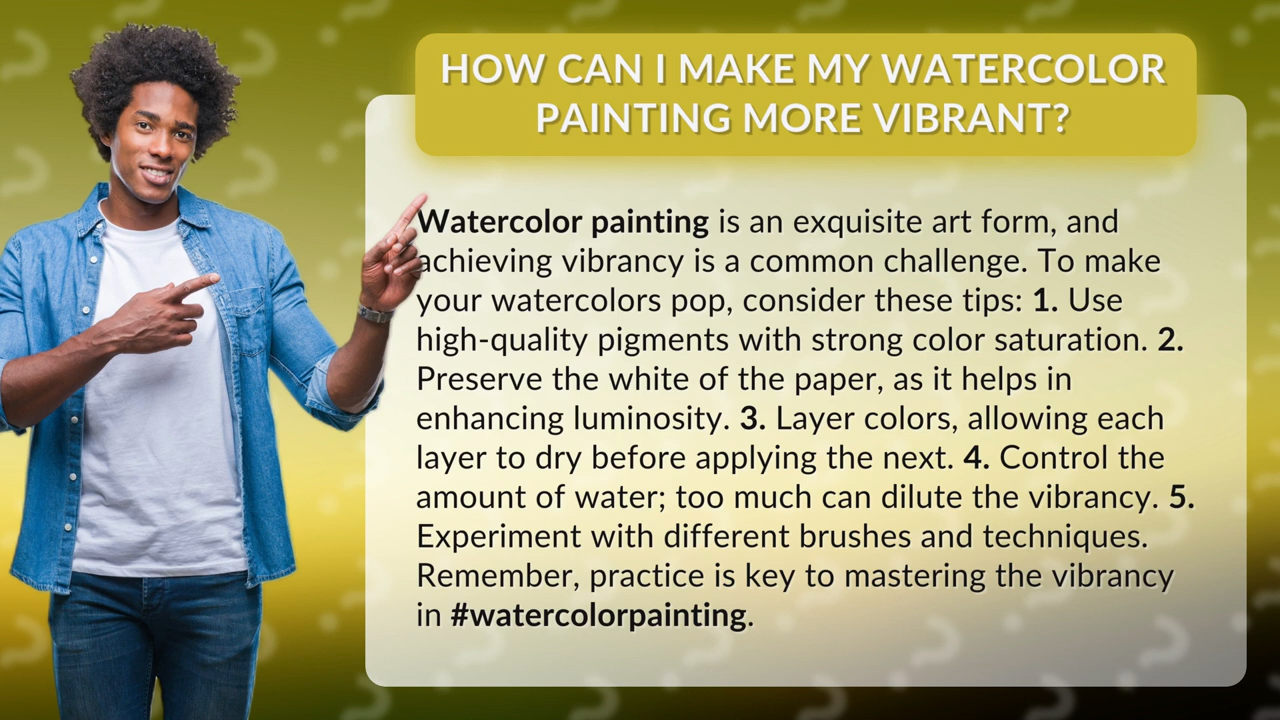 HOW CAN I MAKE MY WATERCOLOR
PAINTING MORE VIBRANT?
Watercolor painting is an exquisite art form, and
achieving vibrancy is a common challenge. To make
your watercolors pop, consider these tips: 1. Use
high-quality pigments with strong color saturation. 2.
Preserve the white of the paper, as it helps in
enhancing luminosity. 3. Layer colors, allowing each
layer to dry before applying the next. 4. Control the
amount of water; too much can dilute the vibrancy. 5.
Experiment with different brushes and techniques.
Remember, practice is key to mastering the vibrancy
in #watercolorpainting.